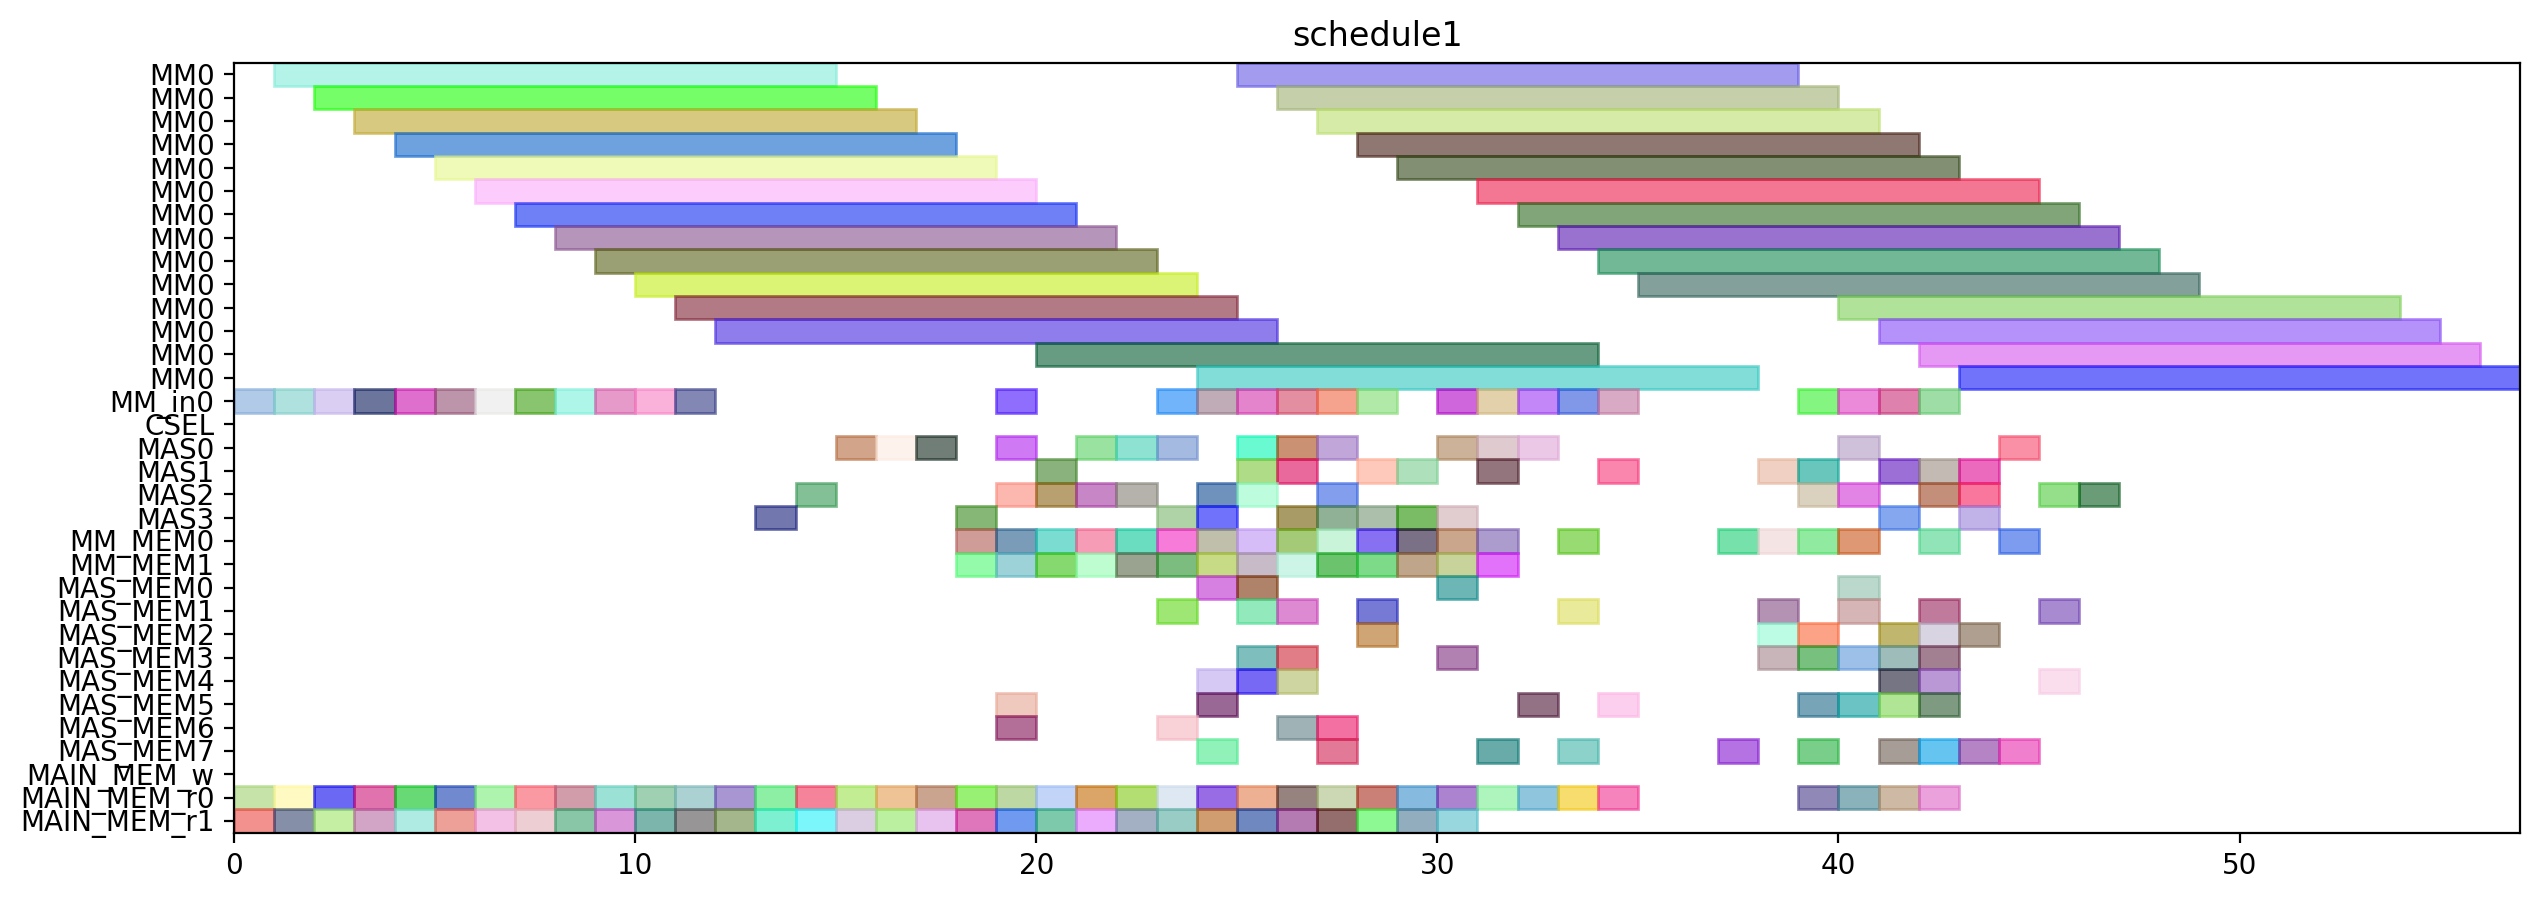 schedule1
MM0
MM0
MM0
MM0
MM0
MM0
MM0
MM0
MM0
MM0
MM0
MM0
MM0
MM0
MM_in0
CSEL
MAS0
MAS1
MAS2
MAS3
MM_MEM0
MM_MEM1
MAS_MEM0
MAS_MEM1
MAS_MEM2
MAS_MEM3
MAS_MEM4
MAS_MEM5
MAS_MEM6
MAS_MEM7
MAIN_MEM_w
MAIN_MEM_r0
MAIN_MEM_r1
0 10 20 30 40 50